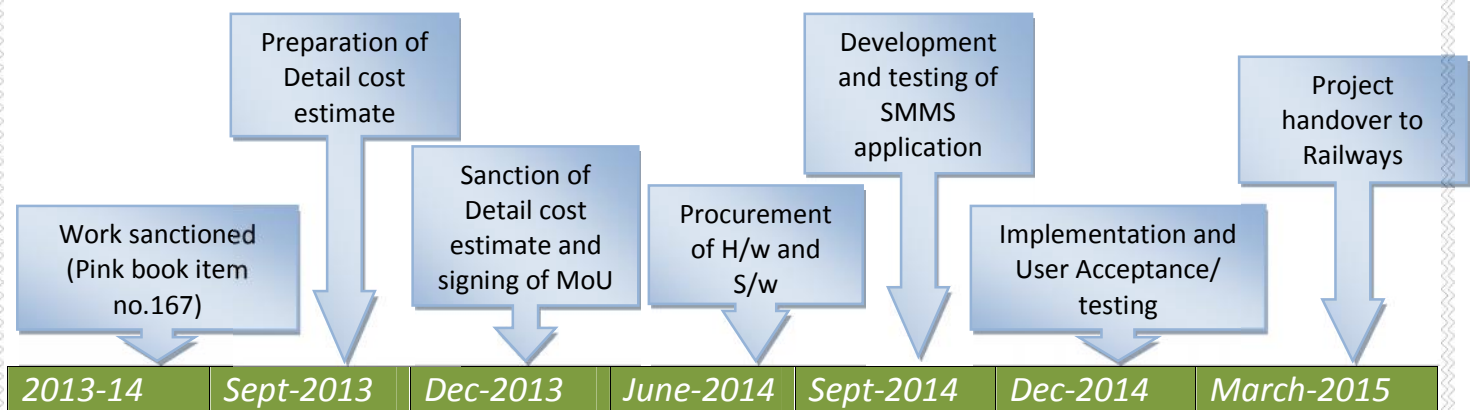 Work sanctioned
(Pink book item
no.167)
Preparation of
Detail cost
estimate
Sanction of
Detail cost
estimate and
signing of MoU
Procurement
of H/w and
S/w
Development
and testing of
SMMS
application
Implementation and
User Acceptance/
testing
Project
handover to
Railways
2013-14 Sept-2013 Dec-2013 June-2014 Sept-2014 Dec-2014 March-2015